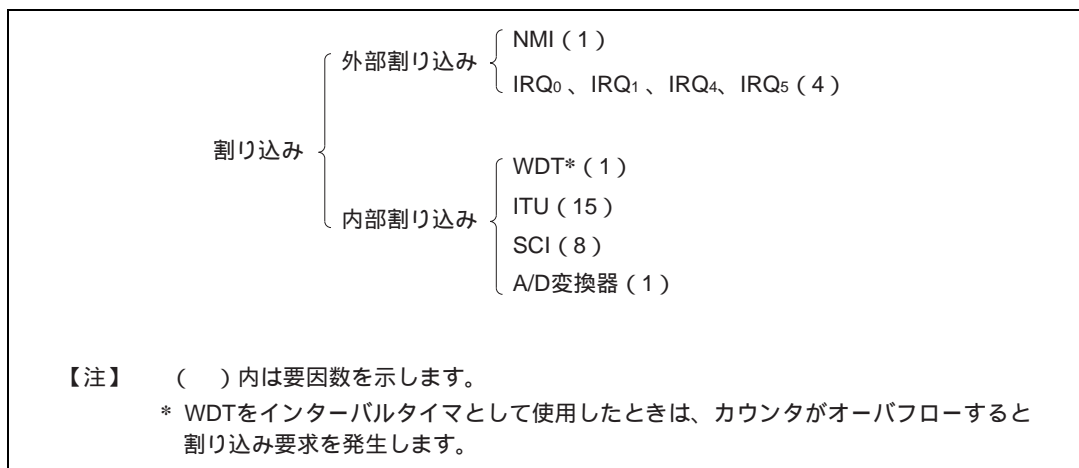 割り込み
外部割り込み
NMI ( 1 )
IRQ0 、IRQ1 、IRQ4、IRQ5 ( 4 )
内部割り込み
WDT* ( 1 )
ITU ( 15 )
SCI ( 8 )
A/D変換器 ( 1 )
【注】 ( )内は要因数を示します。
* WDTをインターバルタイマとして使用したときは、カウンタがオーバフローすると
割り込み要求を発生します。